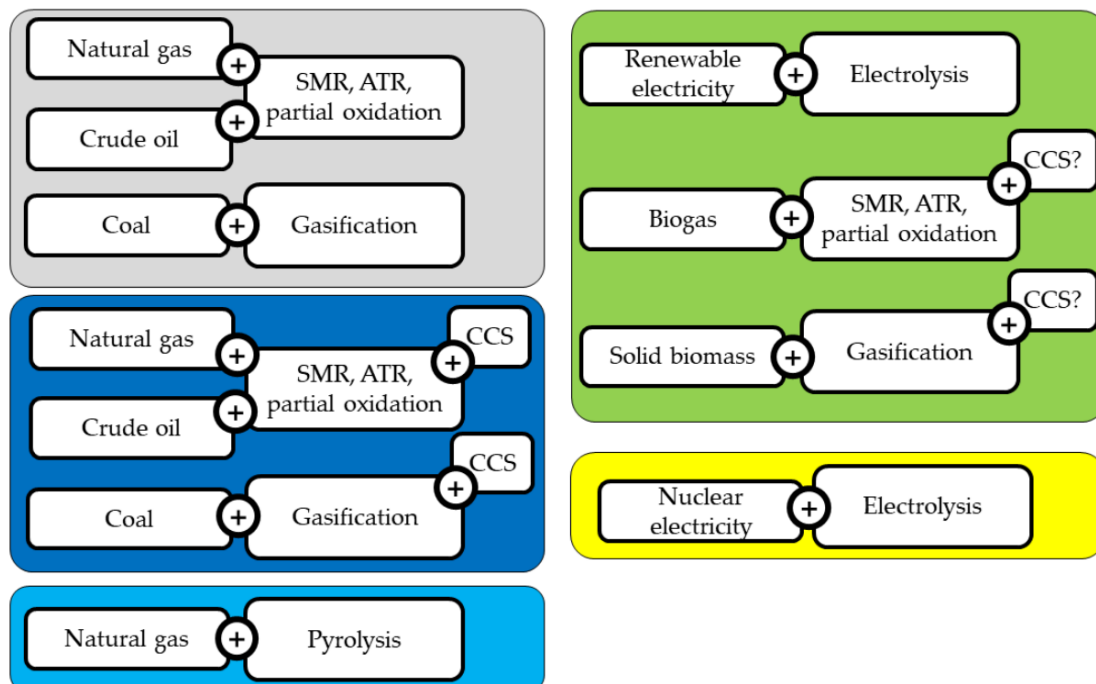 Natural gas
+
SMR, ATR,
partial oxidation
+
Crude oil
Coal
+
Gasification
Natural gas
+
SMR, ATR,
partial oxidation
+
CCS
+
Crude oil
Coal
+
Gasification
+
CCS
Natural gas
+
Pyrolysis
Renewable
electricity
+
Electrolysis
Biogas
+
SMR, ATR,
partial oxidation
+
CCS?
Solid biomass
+
Gasification
+
CCS?
Nuclear
electricity
+
Electrolysis